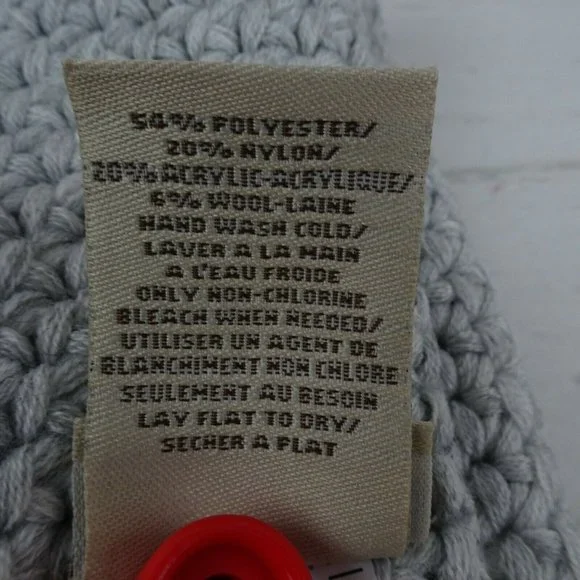 54% POLYESTER/
20% NYLON/
20% ACRYLIC-ACRYLIQUE/
6% WOOL-LAINE
HAND WASH COLD/
LAVER A LA MAIN
A L'EAU FROIDE
ONLY NON-CHLORINE
BLEACH WHEN NEEDED/
UTILISER UN AGENT DE
BLANCHIMENT NON CHLORE
SEULEMENT AU BESOIN
LAY FLAT TO DRY/
SECHER A PLAT